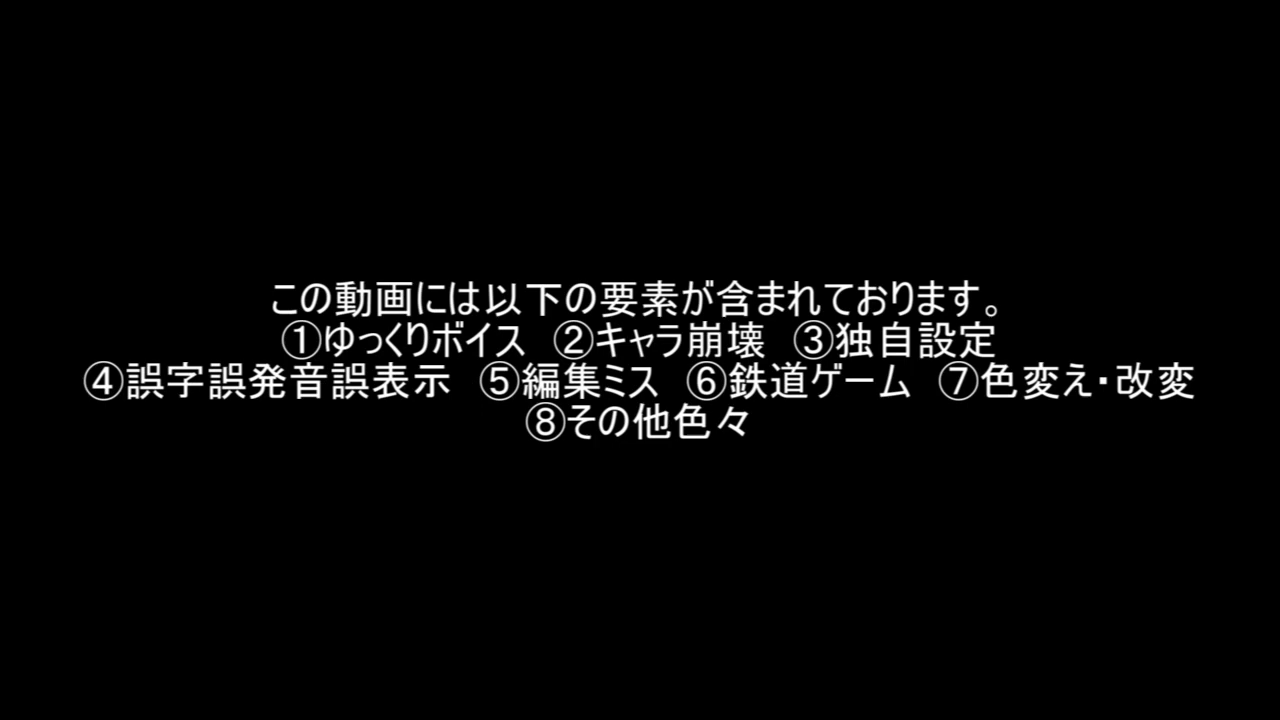 この動画には以下の要素が含まれております。
①ゆっくりボイス　②キャラ崩壊　③独自設定
④誤字誤発音誤表示　⑤編集ミス　⑥鉄道ゲーム　⑦色変え・改変
⑧その他色々